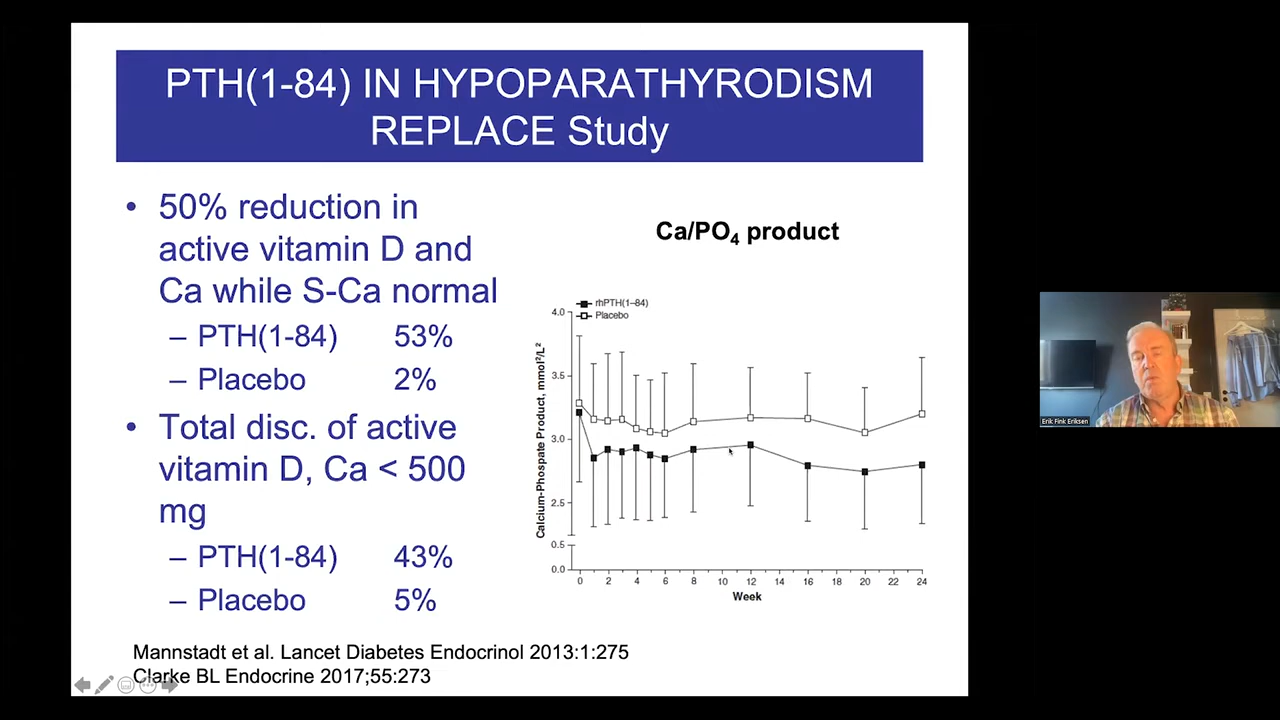 PTH(1-84) IN HYPOPARATHYRODISM
REPLACE Study
• 50% reduction in
active vitamin D and
Ca while S-Ca normal
– PTH(1-84) 53%
– Placebo 2%
• Total disc. of active
vitamin D, Ca < 500
mg
– PTH(1-84) 43%
– Placebo 5%
Ca/PO₄ product
rhPTH(1–84)
Placebo
Calcium-Phospate Product, mmol²/L²
4.0
3.5
3.0
2.5
0.5
0.0
0 2 4 6 8 10 12 14 16 18 20 22 24
Week
Mannstadt et al. Lancet Diabetes Endocrinol 2013:1:275
Clarke BL Endocrine 2017;55:273
Erik Fink Eriksen